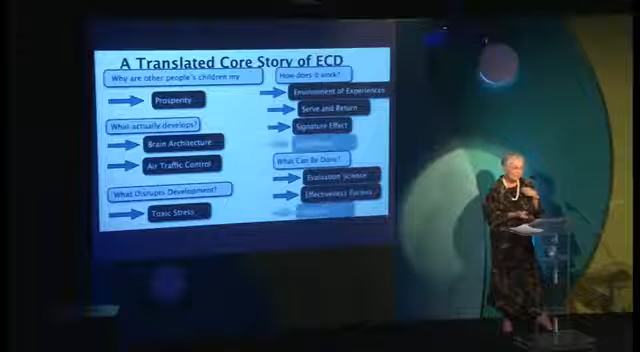 A Translated Core Story of ECD
Why are other people's children my
Prosperity
What actually develops?
Brain Architecture
Air Traffic Control
What Disrupts Development?
Toxic Stress
How does it work?
Environment of Experiences
Serve and Return
Signature Effect
What Can Be Done?
Evaluation Science
Effectiveness